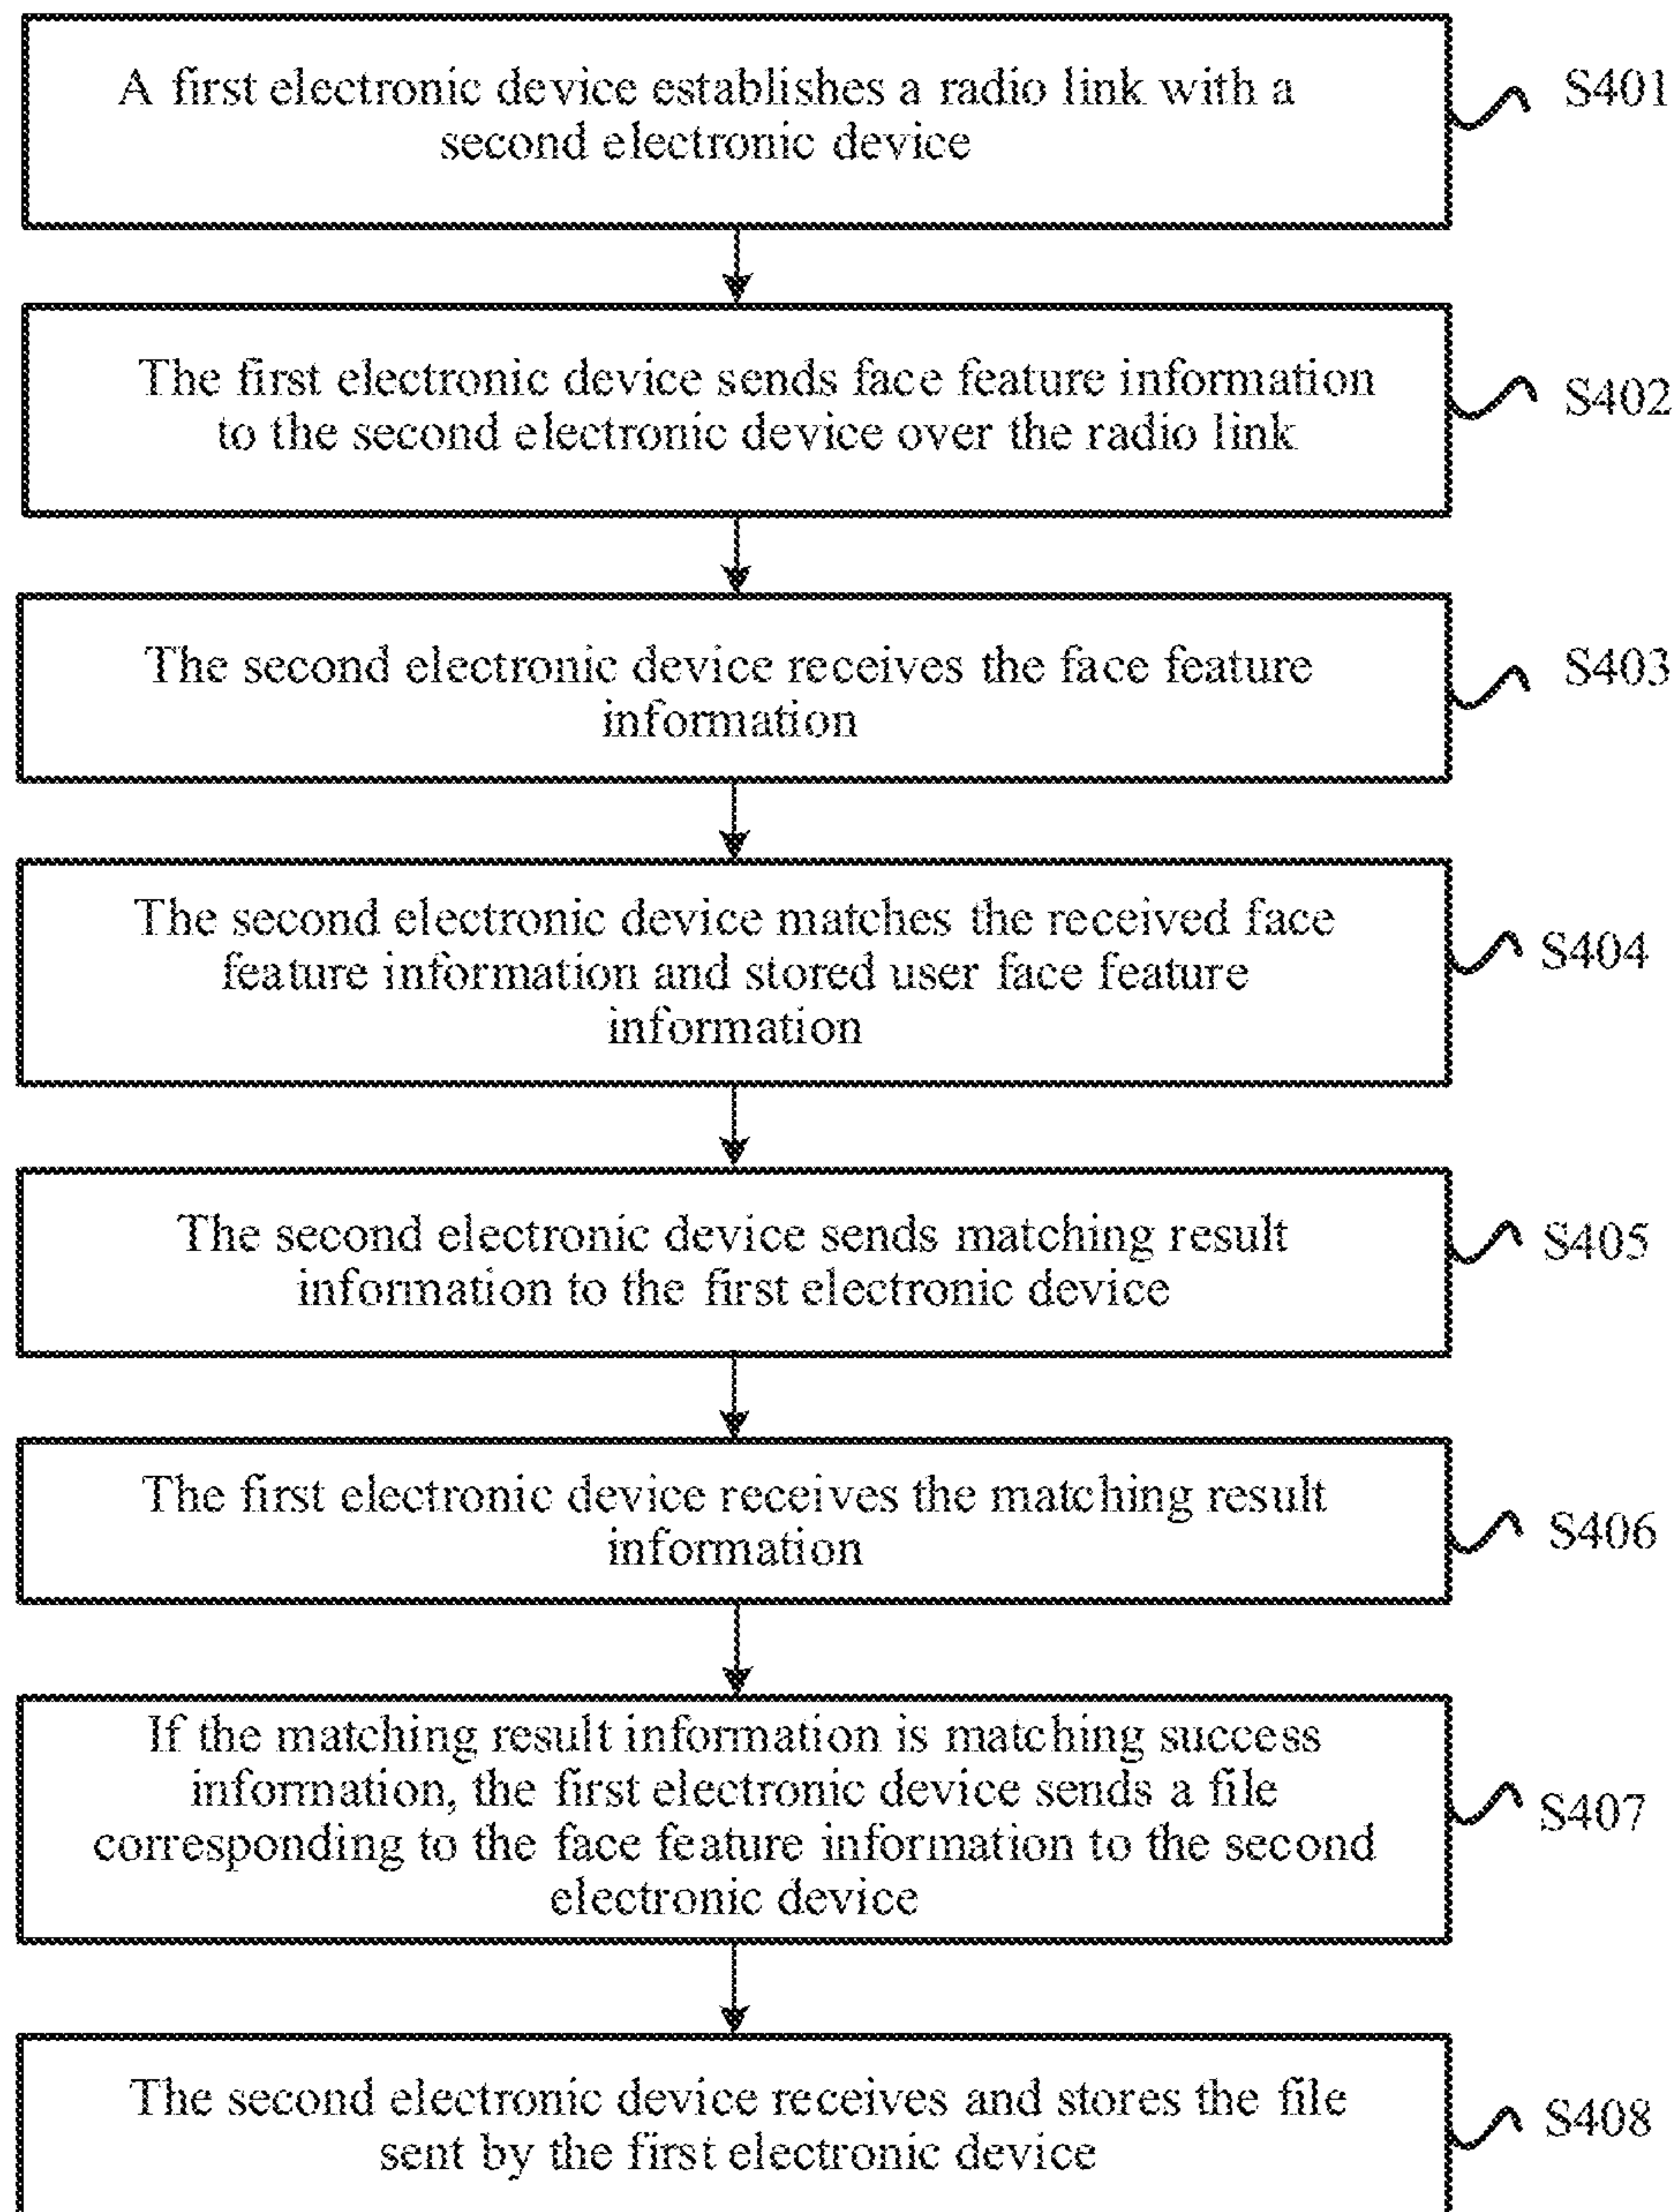 A first electronic device establishes a radio link with a
second electronic device
S401
The first electronic device sends face feature information
to the second electronic device over the radio link
S402
The second electronic device receives the face feature
information
S403
The second electronic device matches the received face
feature information and stored user face feature
information
S404
The second electronic device sends matching result
information to the first electronic device
S405
The first electronic device receives the matching result
information
S406
If the matching result information is matching success
information, the first electronic device sends a file
corresponding to the face feature information to the second
electronic device
S407
The second electronic device receives and stores the file
sent by the first electronic device
S408